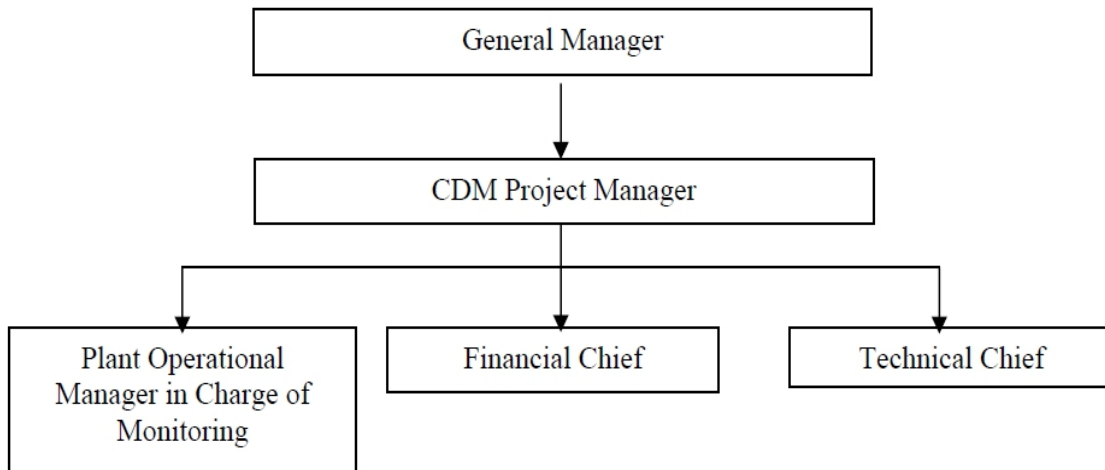 General Manager
CDM Project Manager
Plant Operational
Manager in Charge of
Monitoring
Financial Chief
Technical Chief